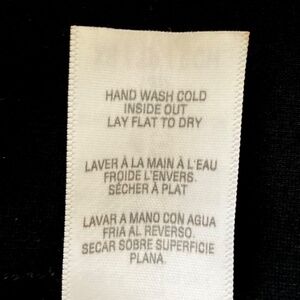 HAND WASH COLD
INSIDE OUT
LAY FLAT TO DRY
LAVER À LA MAIN À L'EAU
FROIDE L'ENVERS.
SÉCHER À PLAT
LAVAR A MANO CON AGUA
FRIA AL REVERSO.
SECAR SOBRE SUPERFICIE
PLANA.